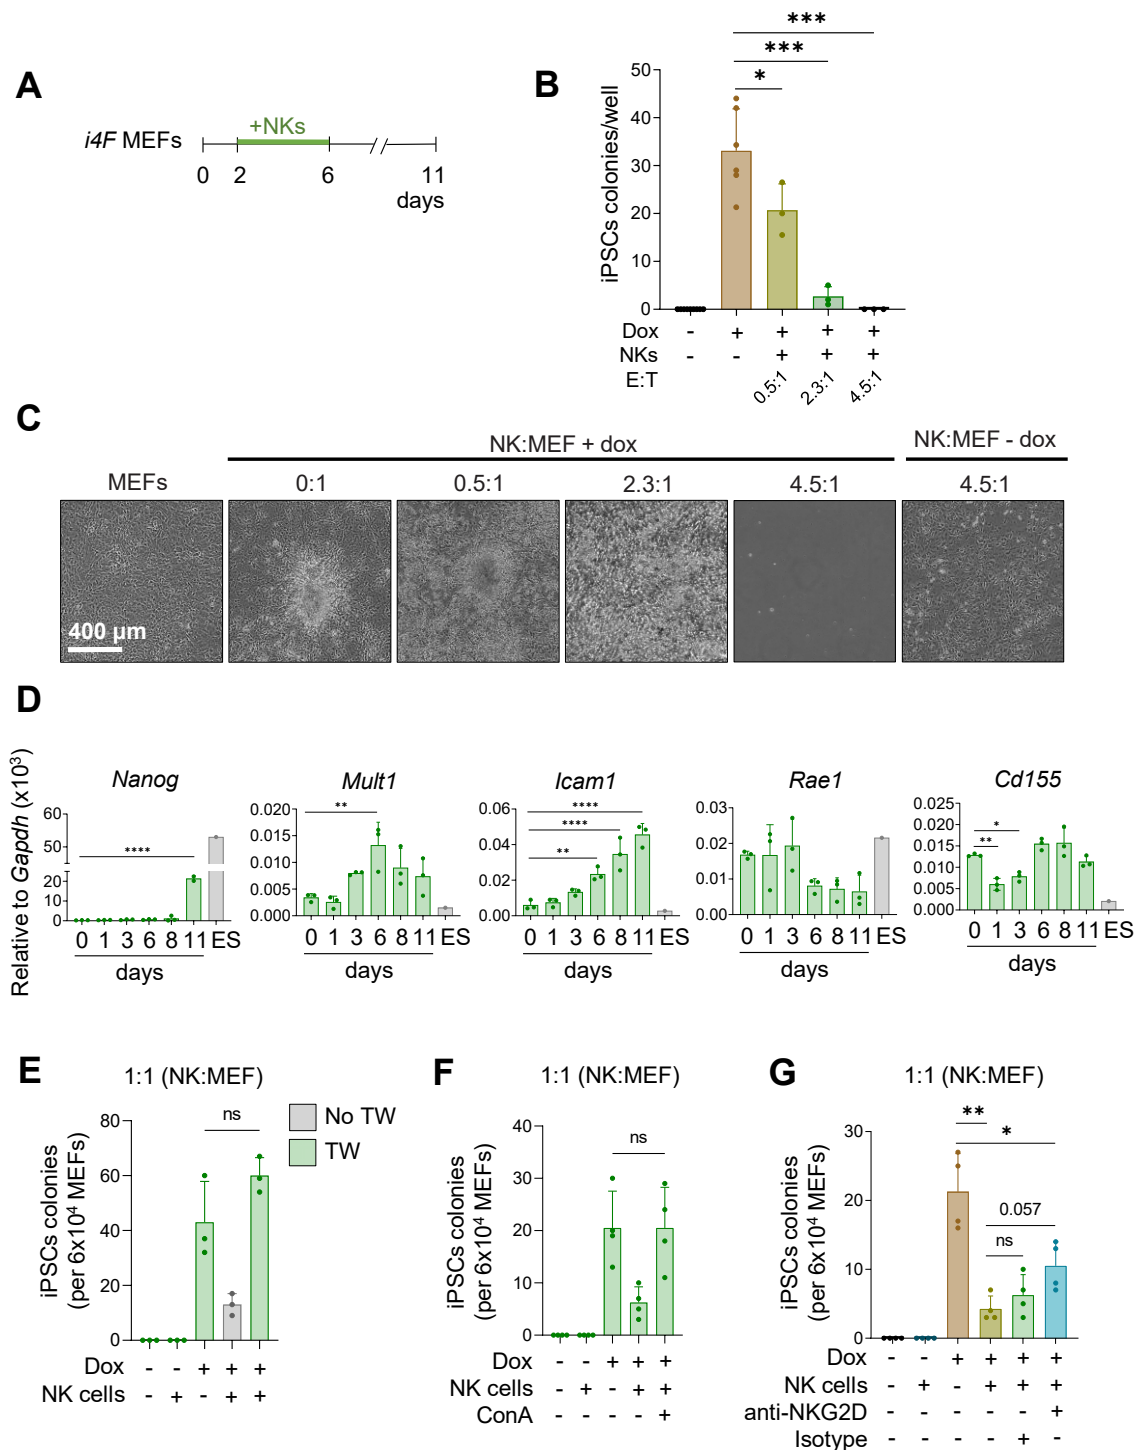 A
+NKs
i4F MEFs
0 2 6 11
days
B
*** 
***
*
iPSCs colonies/well
50
40
30
20
10
0
Dox - + + + +
NKs - - + + +
E:T 0.5:1 2.3:1 4.5:1
C
NK:MEF + dox NK:MEF - dox
MEFs 0:1 0.5:1 2.3:1 4.5:1 4.5:1
400 µm
D
Relative to Gapdh (x10³)
Nanog
60
50
20
10
0
****
0 1 3 6 8 11 ES
days
Mult1
0.020
0.015
0.010
0.005
0.000
**
0 1 3 6 8 11 ES
days
Icam1
0.06
0.04
0.02
0.00
****
****
**
0 1 3 6 8 11 ES
days
Rae1
0.03
0.02
0.01
0.00
0 1 3 6 8 11 ES
days
Cd155
0.025
0.020
0.015
0.010
0.005
0.000
*
**
0 1 3 6 8 11 ES
days
E
1:1 (NK:MEF)
No TW
TW
iPSCs colonies
(per 6x10⁴ MEFs)
80
60
40
20
0
ns
Dox - - + + +
NK cells - + - + +
F
1:1 (NK:MEF)
iPSCs colonies
(per 6x10⁴ MEFs)
40
30
20
10
0
ns
Dox - - + + +
NK cells - + - + +
ConA - - - - +
G
1:1 (NK:MEF)
iPSCs colonies
(per 6x10⁴ MEFs)
30
20
10
0
**
*
0.057
ns
Dox - - + + + +
NK cells - + - + + +
anti-NKG2D - - - - - +
Isotype - - - - + -